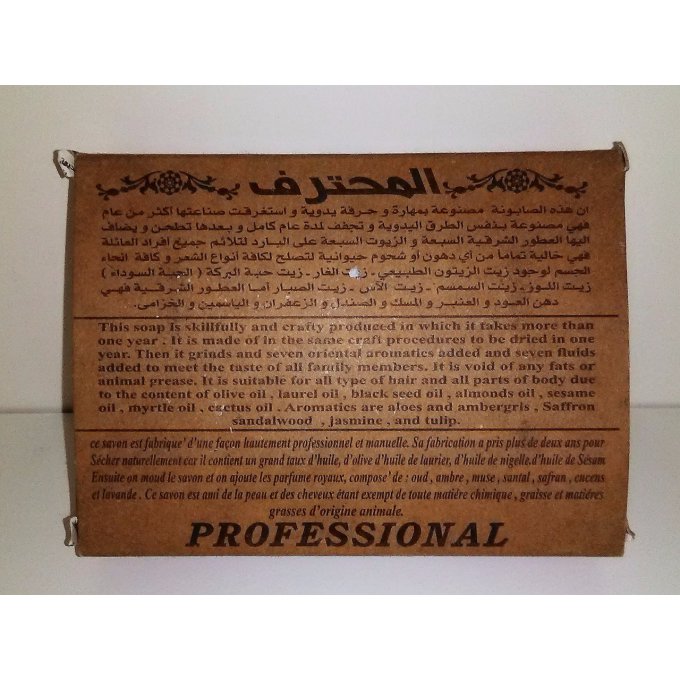 المحترف
ان هذه الصابونة مصنوعة بمهارة و حرفة يدوية و استغرقت صناعتها أكثر من عام
فهي مصنوعة بنفس الطرق اليدوية و تجفف لمدة عام كامل و بعدها تطحن و يضاف
اليها العطور الشرقية السبعة و الزيوت السبعة على البارد لتلائم جميع أفراد العائلة
فهي خالية تماماً من أي دهون أو شحوم حيوانية لتصلح لكافة أنواع الشعر و كافة انحاء
الجسم لوجود زيت الزيتون الطبيعي - زيت الغار - زيت حبة البركة ( الحبة السوداء )
زيت اللوز - زيت السمسم - زيت الآس - زيت الصبار أما العطور الشرقية فهي
دهن العود و العنبر و المسك و الصندل و الزعفران و الياسمين و الخزامى.
This soap is skillfully and crafty produced in which it takes more than
one year . It is made of in the same craft procedures to be dried in one
year. Then it grinds and seven oriental aromatics added and seven fluids
added to meet the taste of all family members. It is void of any fats or
animal grease. It is suitable for all type of hair and all parts of body due
to the content of olive oil , laurel oil , black seed oil , almonds oil , sesame
oil , myrtle oil , cactus oil . Aromatics are aloes and ambergris , Saffron
sandalwood , jasmine , and tulip.
ce savon est fabrique' d'une façon hautement professionnel et manuelle. Sa fabrication a pris plus de deux ans pour
Sécher naturellement car il contient un grand taux d'huile, d'olive d'huile de laurier, d'huile de nigelle.d'huile de Sésam
Ensuite on moud le savon et on ajoute les parfume royaux, compose' de : oud , ambre , muse , santal , safran , encens
et lavande . Ce savon est ami de la peau et des cheveux étant exempt de toute matiére chimique , graisse et matiéres
grasses d'origine animale.
PROFESSIONAL